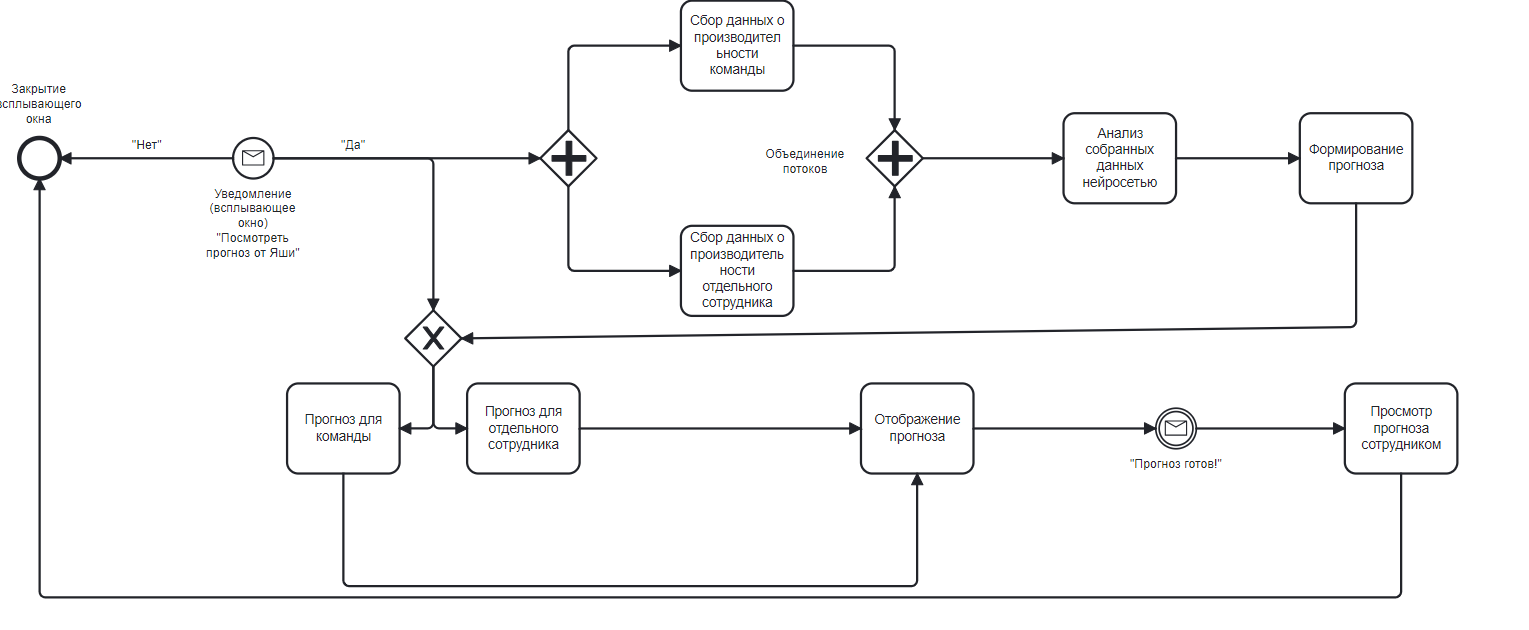 Закрытие
всплывающего
окна
"Нет"
Уведомление
(всплывающее
окно)
"Посмотреть
прогноз от Яши"
"Да"
Сбор данных о
производител
ьности
команды
Сбор данных о
производитель
ности
отдельного
сотрудника
Объединение
потоков
Анализ
собранных
данных
нейросетью
Формирование
прогноза
Прогноз для
команды
Прогноз для
отдельного
сотрудника
Отображение
прогноза
"Прогноз готов!"
Просмотр
прогноза
сотрудником